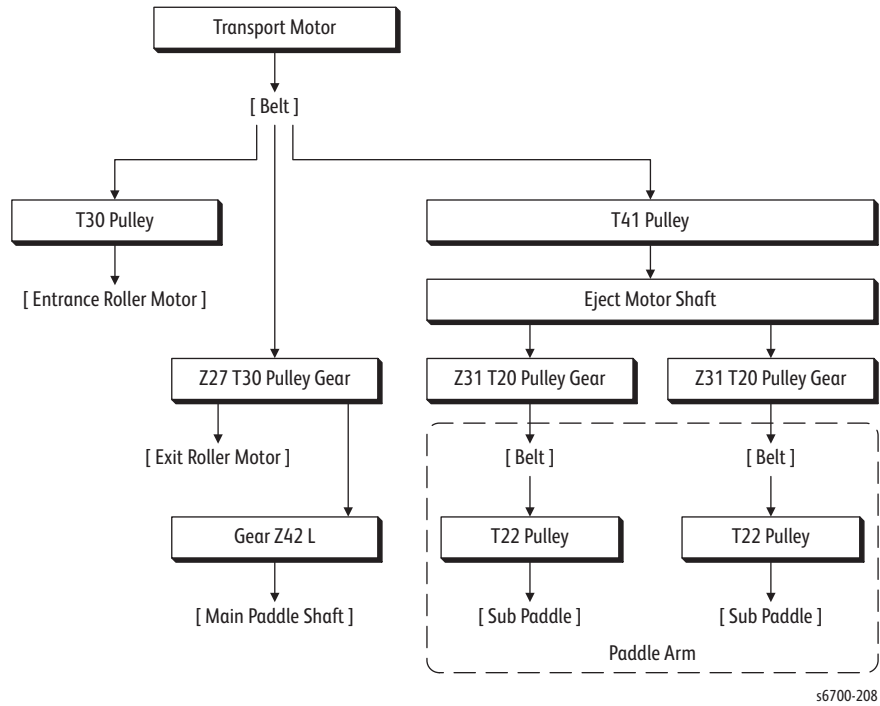 Transport Motor
[ Belt ]
T30 Pulley
T41 Pulley
[ Entrance Roller Motor ]
Eject Motor Shaft
Z27 T30 Pulley Gear
Z31 T20 Pulley Gear
Z31 T20 Pulley Gear
[ Exit Roller Motor ]
[ Belt ]
[ Belt ]
Gear Z42 L
T22 Pulley
T22 Pulley
[ Main Paddle Shaft ]
[ Sub Paddle ]
[ Sub Paddle ]
Paddle Arm
s6700-208